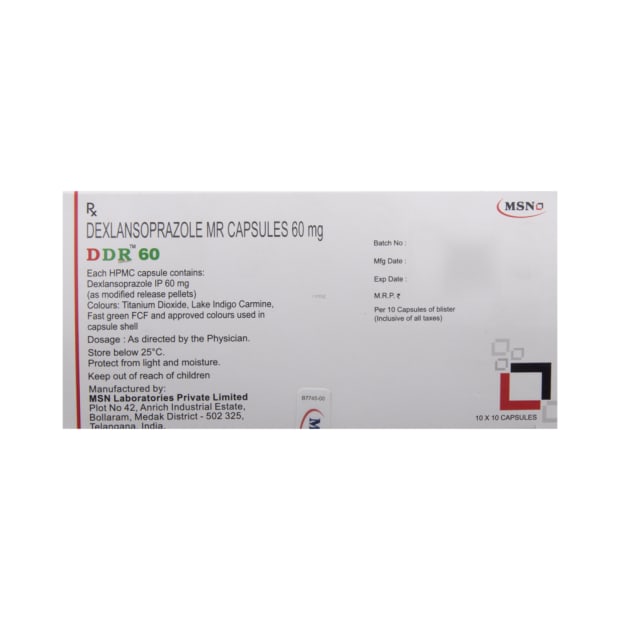 Rx
DEXLANSOPRAZOLE MR CAPSULES 60 mg
DDR™ 60
Each HPMC capsule contains:
Dexlansoprazole IP 60 mg
(as modified release pellets)
Colours: Titanium Dioxide, Lake Indigo Carmine,
Fast green FCF and approved colours used in
capsule shell
Dosage : As directed by the Physician.
Store below 25°C.
Protect from light and moisture.
Keep out of reach of children
Manufactured by:
MSN Laboratories Private Limited
Plot No 42, Anrich Industrial Estate,
Bollaram, Medak District - 502 325,
Telangana, India.
B7743-00
M
MSN
Batch No :
Mfg Date :
Exp Date :
M.R.P. ₹
Per 10 Capsules of blister
(Inclusive of all taxes)
10 X 10 CAPSULES